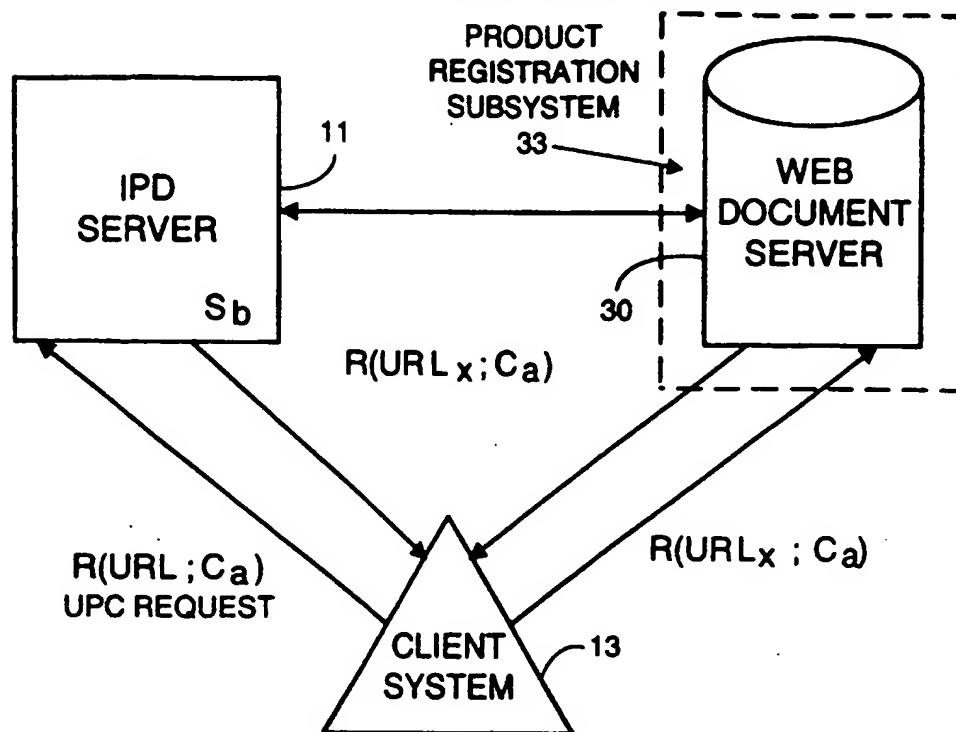 PRODUCT
REGISTRATION
SUBSYSTEM
33
11
IPD
SERVER
Sb
WEB
DOCUMENT
SERVER
30
R(URLx;Ca)
R(URL;Ca)
UPC REQUEST
R(URLx;Ca)
CLIENT
SYSTEM
13